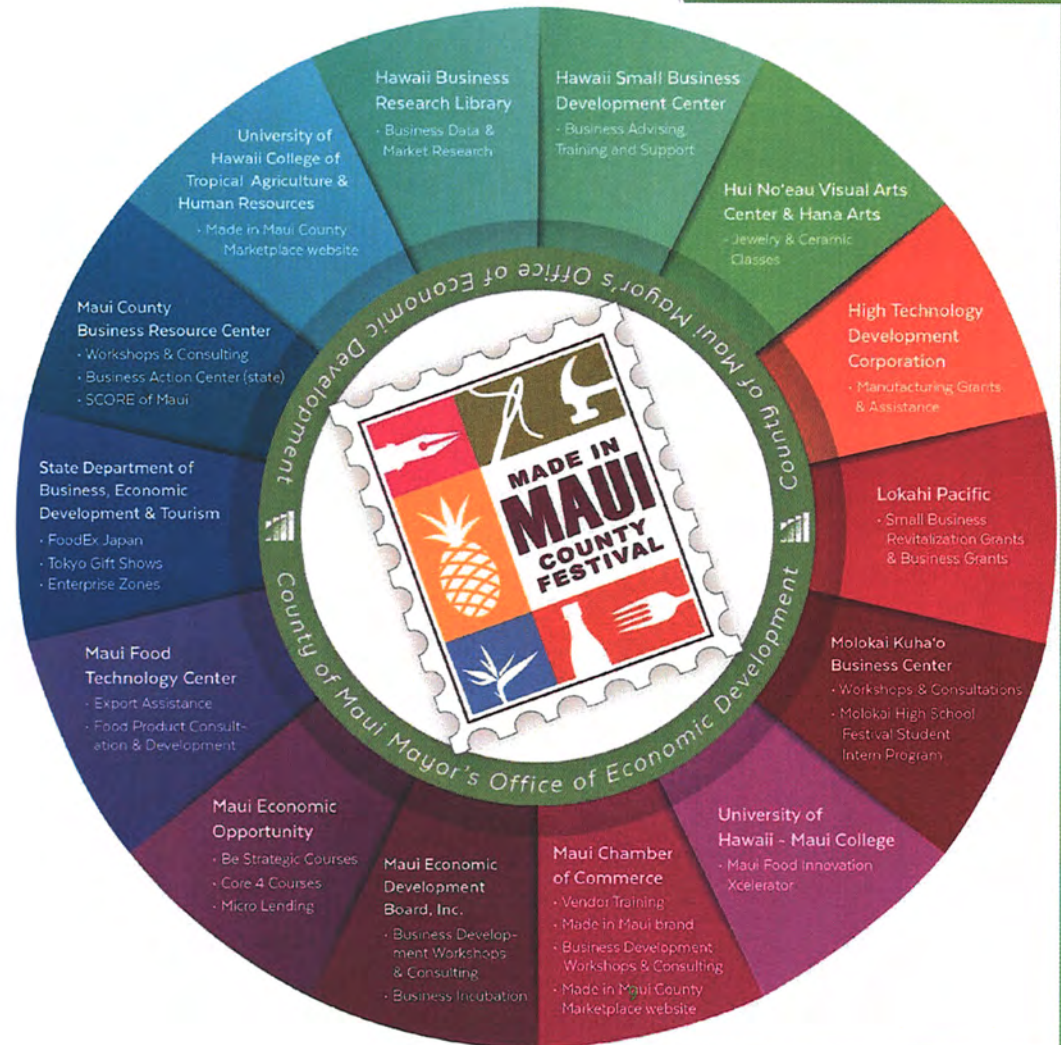 Hawaii Business
Research Library
· Business Data &
Market Research
Hawaii Small Business
Development Center
· Business Advising,
Training and Support
Hui No'eau Visual Arts
Center & Hana Arts
· Jewelry & Ceramic
Classes
High Technology
Development
Corporation
· Manufacturing Grants
& Assistance
Lokahi Pacific
· Small Business
Revitalization Grants
& Business Grants
Molokai Kuha'o
Business Center
· Workshops & Consultations
· Molokai High School
Festival Student
Intern Program
University of
Hawaii - Maui College
· Maui Food Innovation
Xcelerator
Maui Chamber
of Commerce
· Vendor Training
· Made in Maui brand
· Business Development
Workshops & Consulting
· Made in Maui County
Marketplace website
Maui Economic
Development
Board, Inc.
· Business Develop-
ment Workshops
& Consulting
· Business Incubation
Maui Economic
Opportunity
· Be Strategic Courses
· Core 4 Courses
· Micro Lending
Maui Food
Technology Center
· Export Assistance
· Food Product Consult-
ation & Development
State Department of
Business, Economic
Development & Tourism
· FoodEx Japan
· Tokyo Gift Shows
· Enterprise Zones
Maui County
Business Resource Center
· Workshops & Consulting
· Business Action Center (state)
· SCORE of Maui
University of
Hawaii College of
Tropical Agriculture &
Human Resources
· Made in Maui County
Marketplace website
County of Maui Mayor's Office of Economic Development
County of Maui Mayor's Office of Economic Development
MADE IN
MAUI
COUNTY
FESTIVAL